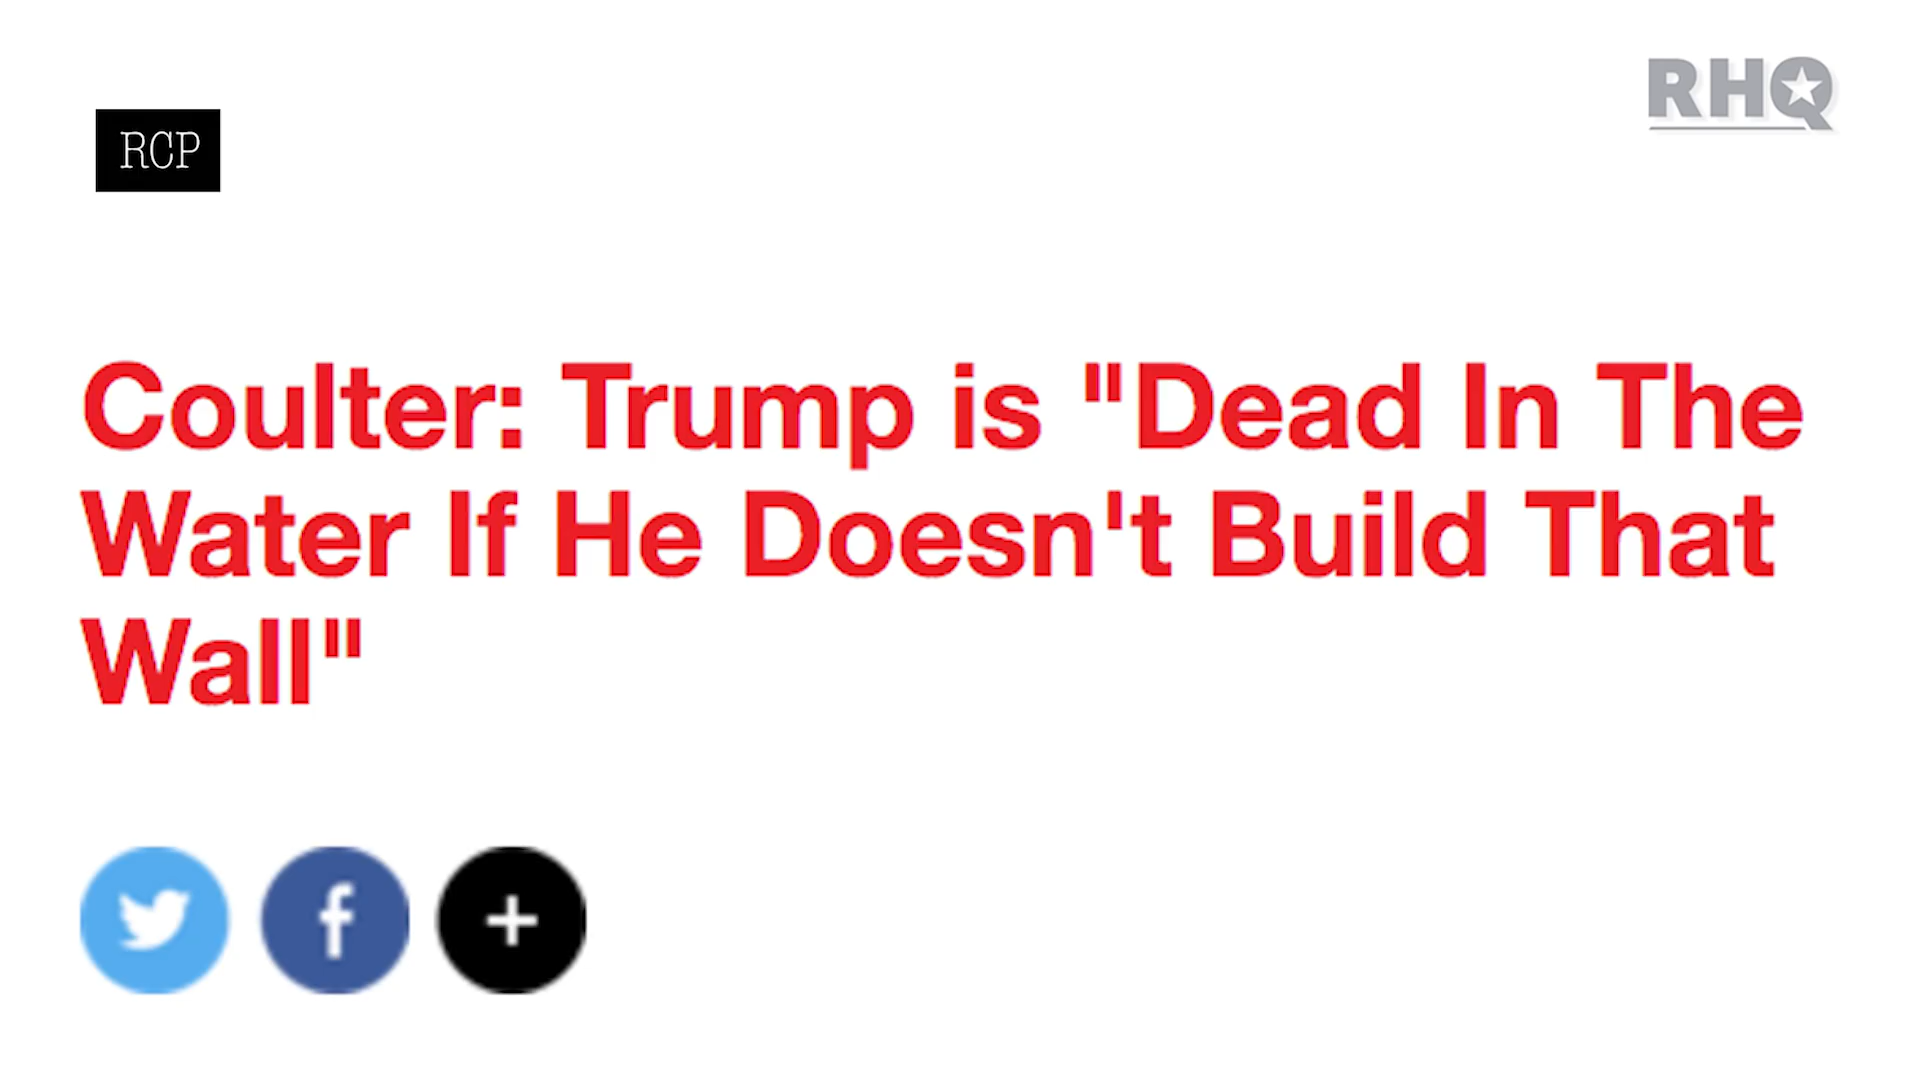 RHQ
RCP
Coulter: Trump is "Dead In The
Water If He Doesn't Build That
Wall"